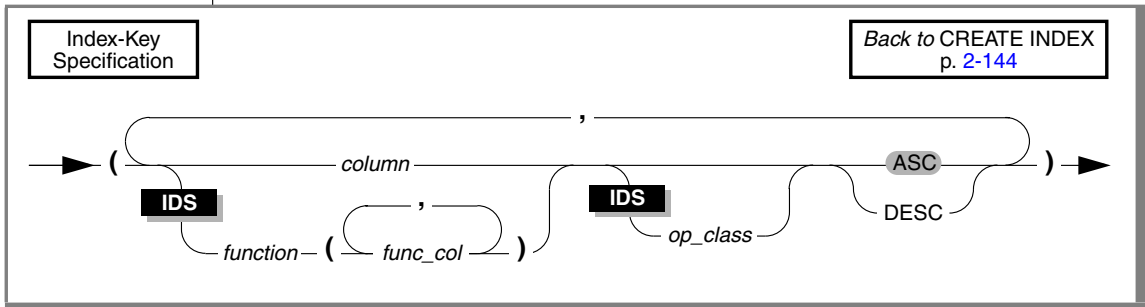 Index-Key
Specification
Back to CREATE INDEX
p. 2-144
,
( column ASC )
IDS IDS
, DESC
function ( func_col ) op_class